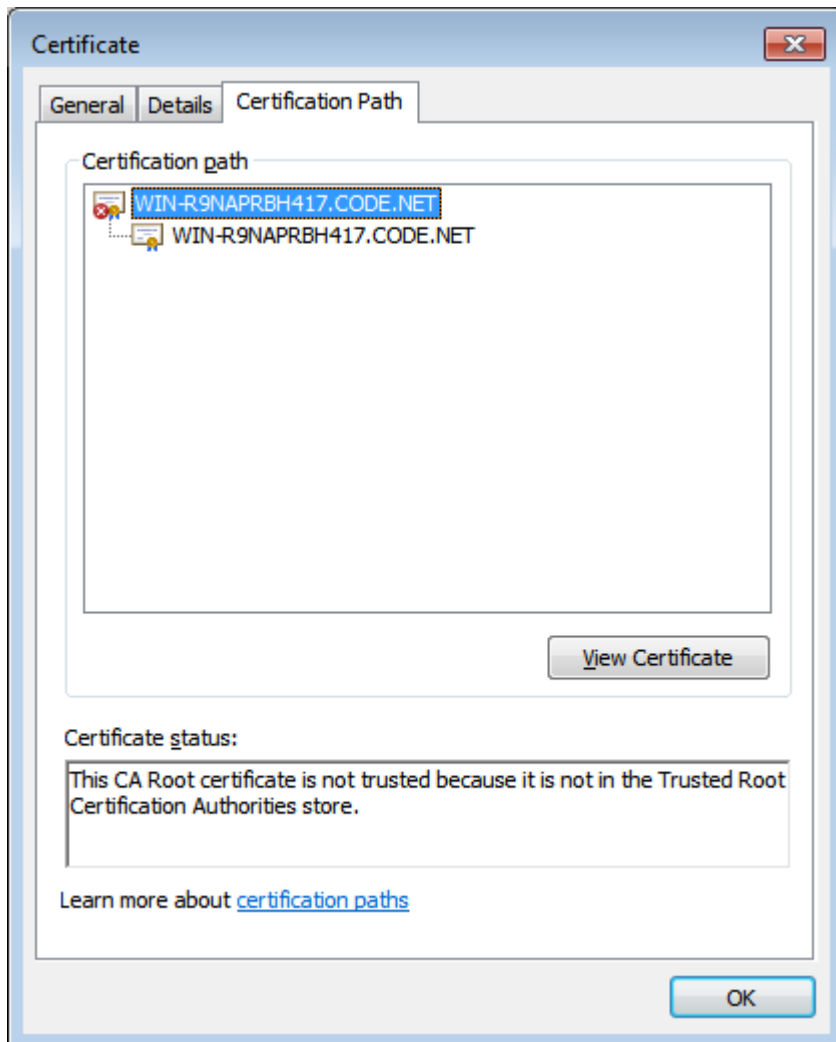 Certificate
General
Details
Certification Path
Certification path
WIN-R9NAPRBH417.CODE.NET
WIN-R9NAPRBH417.CODE.NET
View Certificate
Certificate status:
This CA Root certificate is not trusted because it is not in the Trusted Root
Certification Authorities store.
Learn more about certification paths
OK